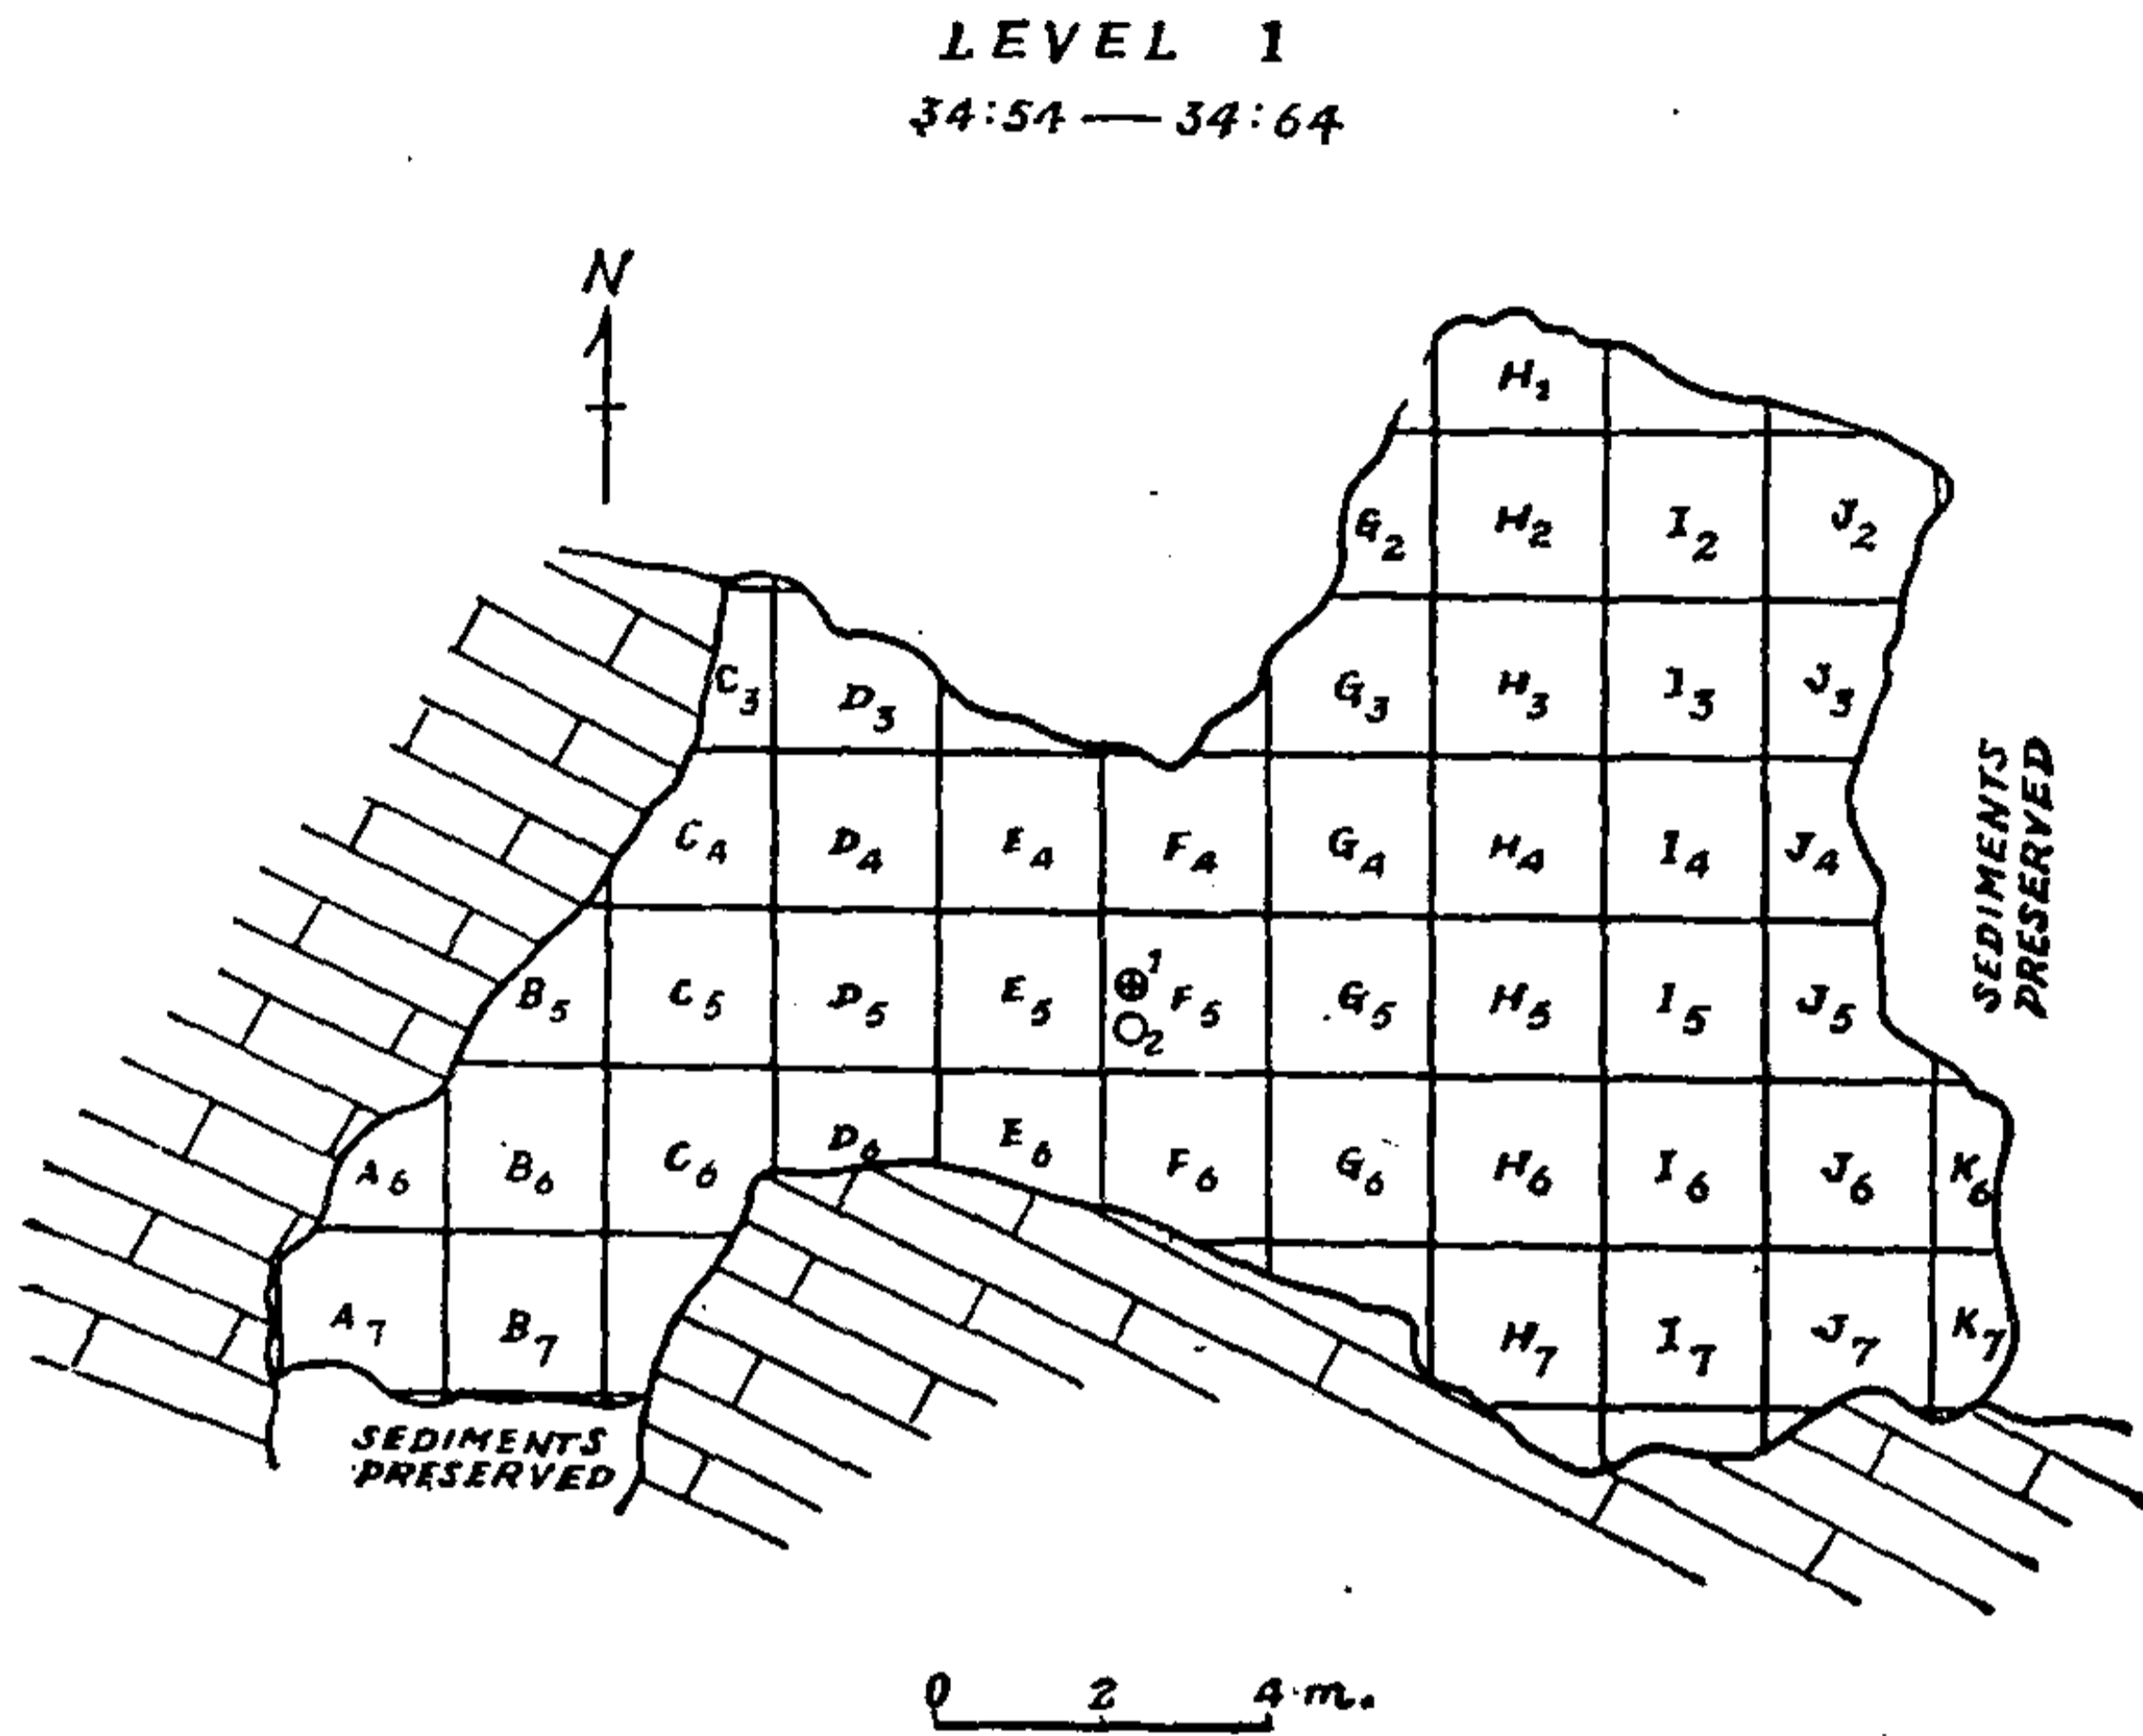 LEVEL 1
34:54 — 34:64
N
H₁
G₂ H₂ I₂ J₂
C₃ D₃ G₃ H₃ I₃ J₃
C₄ D₄ E₄ F₄ G₄ H₄ I₄ J₄
B₅ C₅ D₅ E₅ 1 F₅ G₅ H₅ I₅ J₅
2
A₆ B₆ C₆ D₆ E₆ F₆ G₆ H₆ I₆ J₆ K₆
A₇ B₇ H₇ I₇ J₇ K₇
SEDIMENTS
PRESERVED
SEDIMENTS
PRESERVED
0 2 4 m.